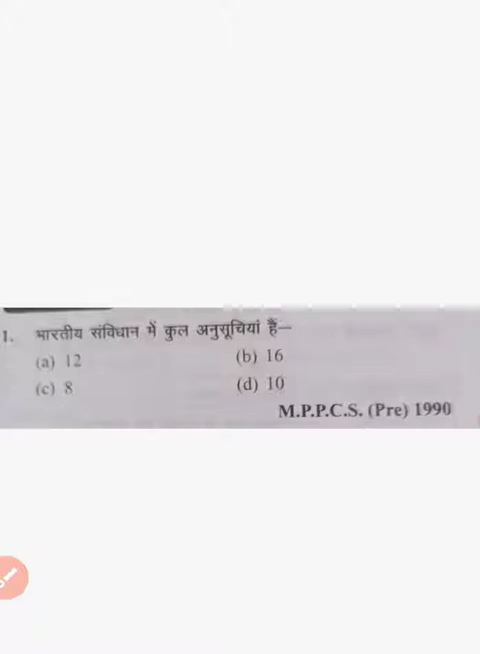 1. भारतीय संविधान में कुल अनुसूचियां हैं–
(a) 12 (b) 16
(c) 8 (d) 10
M.P.P.C.S. (Pre) 1990